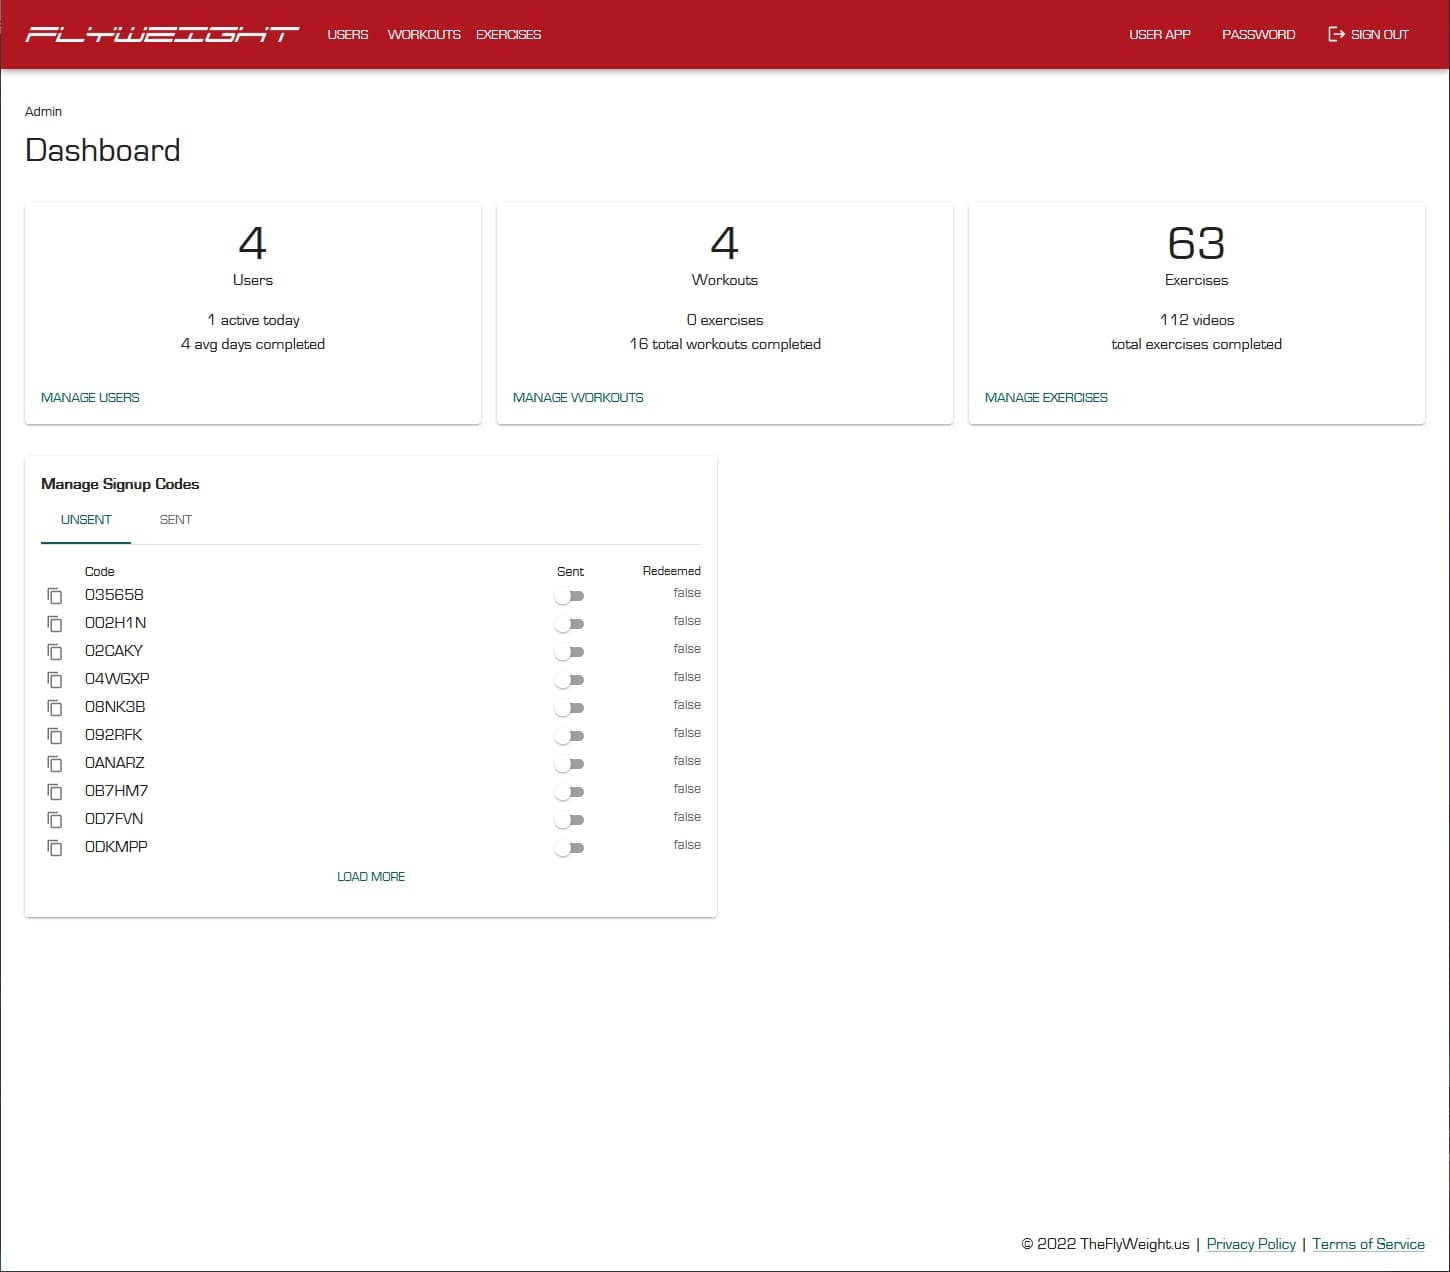 FLYWEIGHT USERS WORKOUTS EXERCISES USER APP PASSWORD SIGN OUT
Admin
Dashboard
4
Users
1 active today
4 avg days completed
MANAGE USERS
4
Workouts
0 exercises
16 total workouts completed
MANAGE WORKOUTS
63
Exercises
112 videos
total exercises completed
MANAGE EXERCISES
Manage Signup Codes
UNSENT SENT
Code Sent Redeemed
035658 false
002H1N false
02CAKY false
04WGXP false
08NK3B false
092RFK false
0ANARZ false
0B7HM7 false
0D7FVN false
0DKMPP false
LOAD MORE
© 2022 TheFlyWeight.us | Privacy Policy | Terms of Service